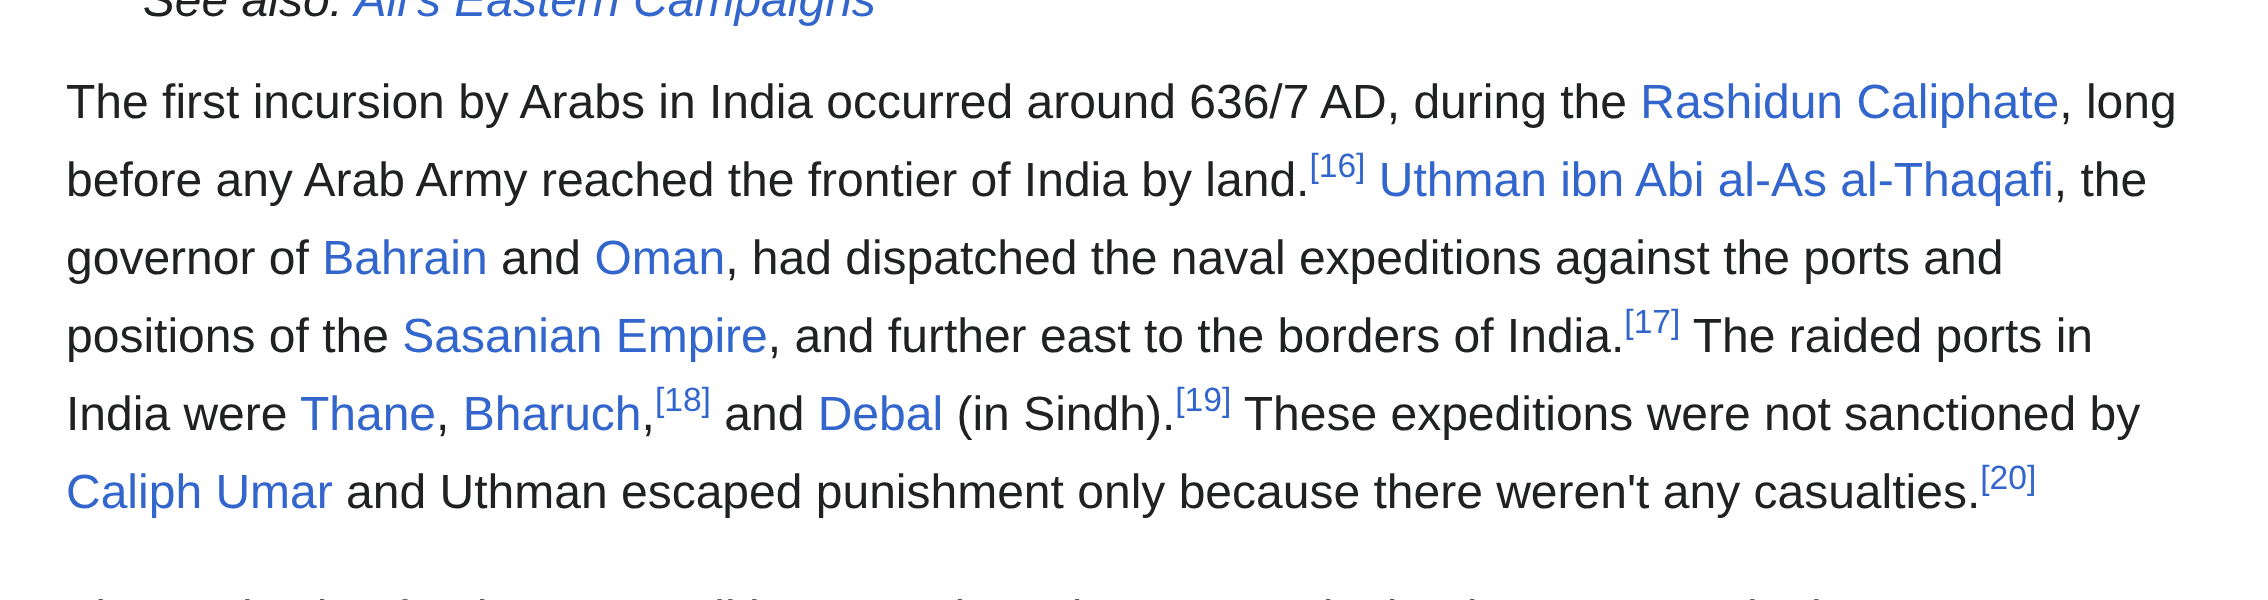 See also: Ali's Eastern Campaigns
The first incursion by Arabs in India occurred around 636/7 AD, during the Rashidun Caliphate, long
before any Arab Army reached the frontier of India by land.[16] Uthman ibn Abi al-As al-Thaqafi, the
governor of Bahrain and Oman, had dispatched the naval expeditions against the ports and
positions of the Sasanian Empire, and further east to the borders of India.[17] The raided ports in
India were Thane, Bharuch,[18] and Debal (in Sindh).[19] These expeditions were not sanctioned by
Caliph Umar and Uthman escaped punishment only because there weren't any casualties.[20]